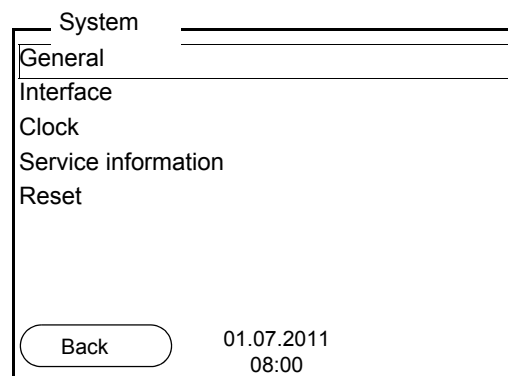 System
General
Interface
Clock
Service information
Reset
Back
01.07.2011
08:00